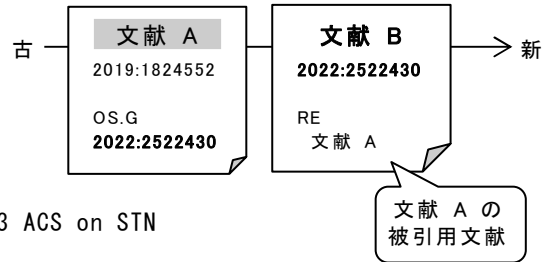 古
文献 A
2019:1824552
OS.G
2022:2522430
文献 B
2022:2522430
RE
文献 A
新
文献 A の
被引用文献
3 ACS on STN